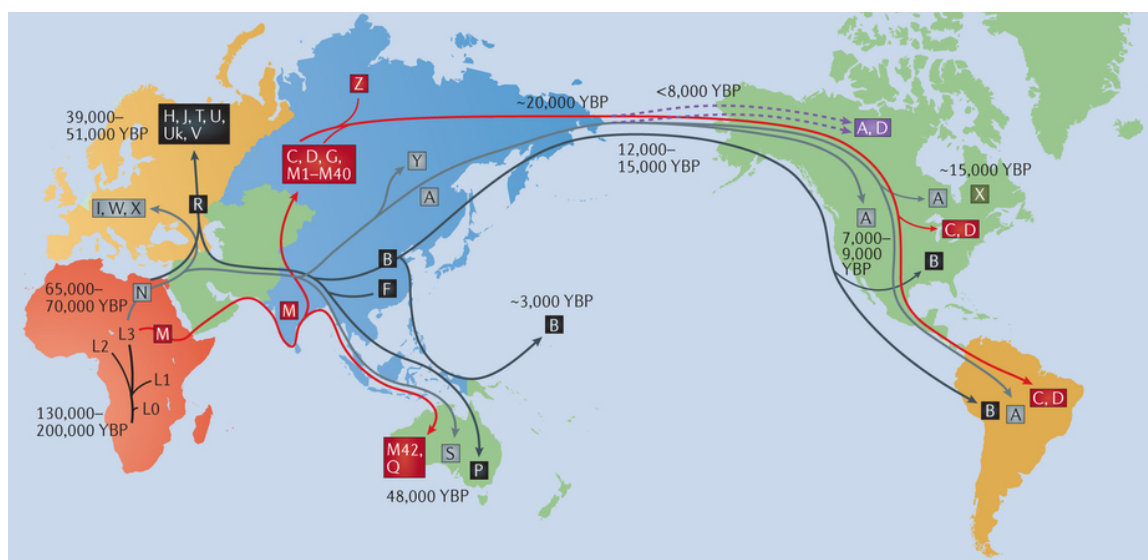 Z
39,000–
51,000 YBP
H, J, T, U,
Uk, V
~20,000 YBP
<8,000 YBP
A, D
C, D, G,
M1–M40
Y
A
12,000–
15,000 YBP
~15,000 YBP
A
X
I, W, X
R
A
C, D
7,000–
9,000
YBP
B
B
F
65,000–
70,000 YBP
N
M
~3,000 YBP
B
L3
M
L2
L1
L0
130,000–
200,000 YBP
M42,
Q
S
P
48,000 YBP
B
A
C, D